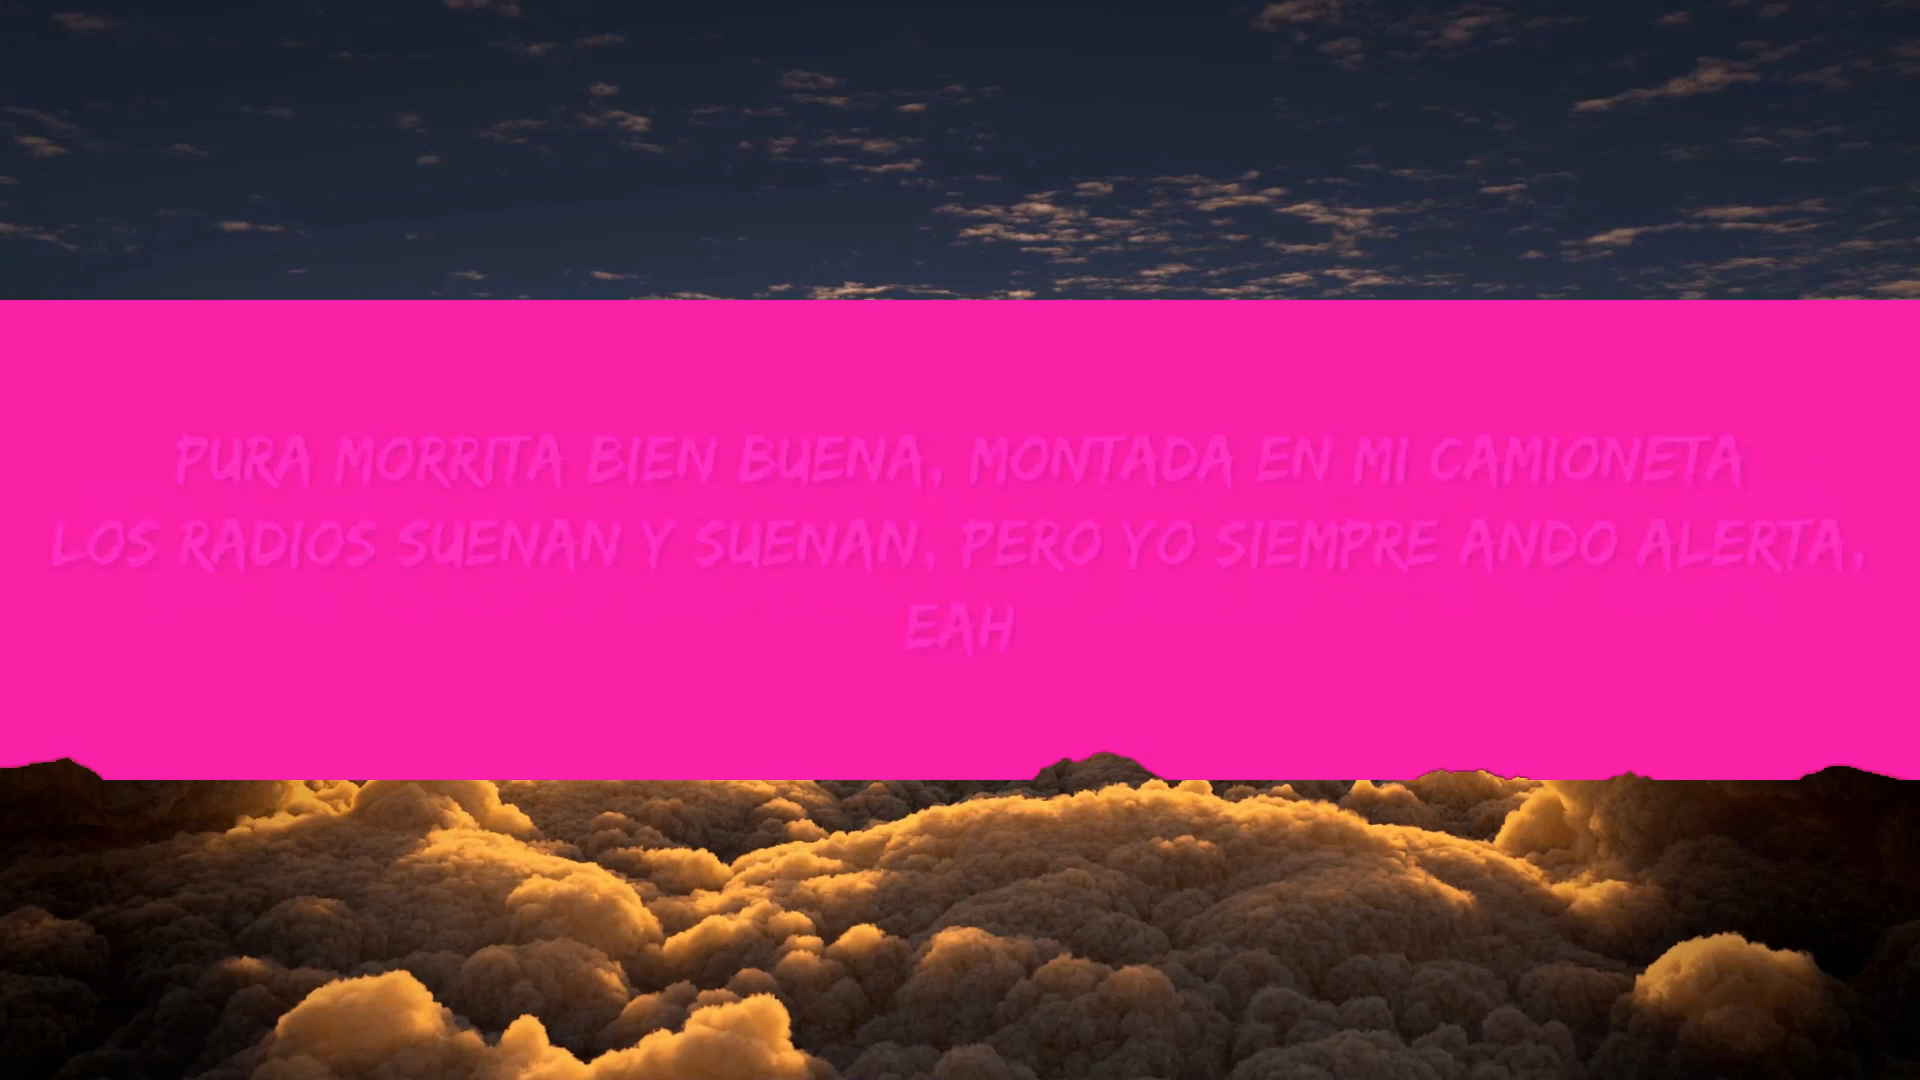 PURA MORRITA BIEN BUENA, MONTADA EN MI CAMIONETA
LOS RADIOS SUENAN Y SUENAN, PERO YO SIEMPRE ANDO ALERTA,
EAH